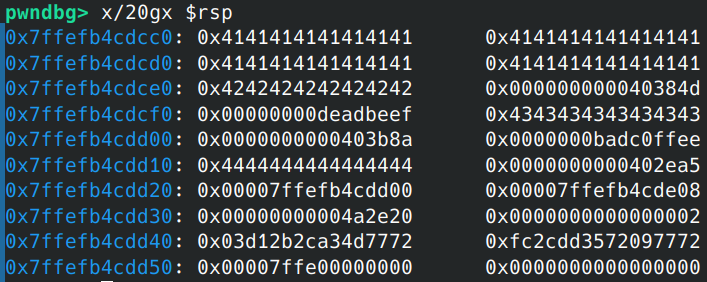 pwndbg> x/20gx $rsp
0x7ffefb4cdcc0: 0x4141414141414141 0x4141414141414141
0x7ffefb4cdcd0: 0x4141414141414141 0x4141414141414141
0x7ffefb4cdce0: 0x4242424242424242 0x000000000040384d
0x7ffefb4cdcf0: 0x00000000deadbeef 0x4343434343434343
0x7ffefb4cdd00: 0x0000000000403b8a 0x0000000badc0ffee
0x7ffefb4cdd10: 0x4444444444444444 0x0000000000402ea5
0x7ffefb4cdd20: 0x00007ffefb4cdd00 0x00007ffefb4cde08
0x7ffefb4cdd30: 0x00000000004a2e20 0x0000000000000002
0x7ffefb4cdd40: 0x03d12b2ca34d7772 0xfc2cdd3572097772
0x7ffefb4cdd50: 0x00007ffe00000000 0x0000000000000000